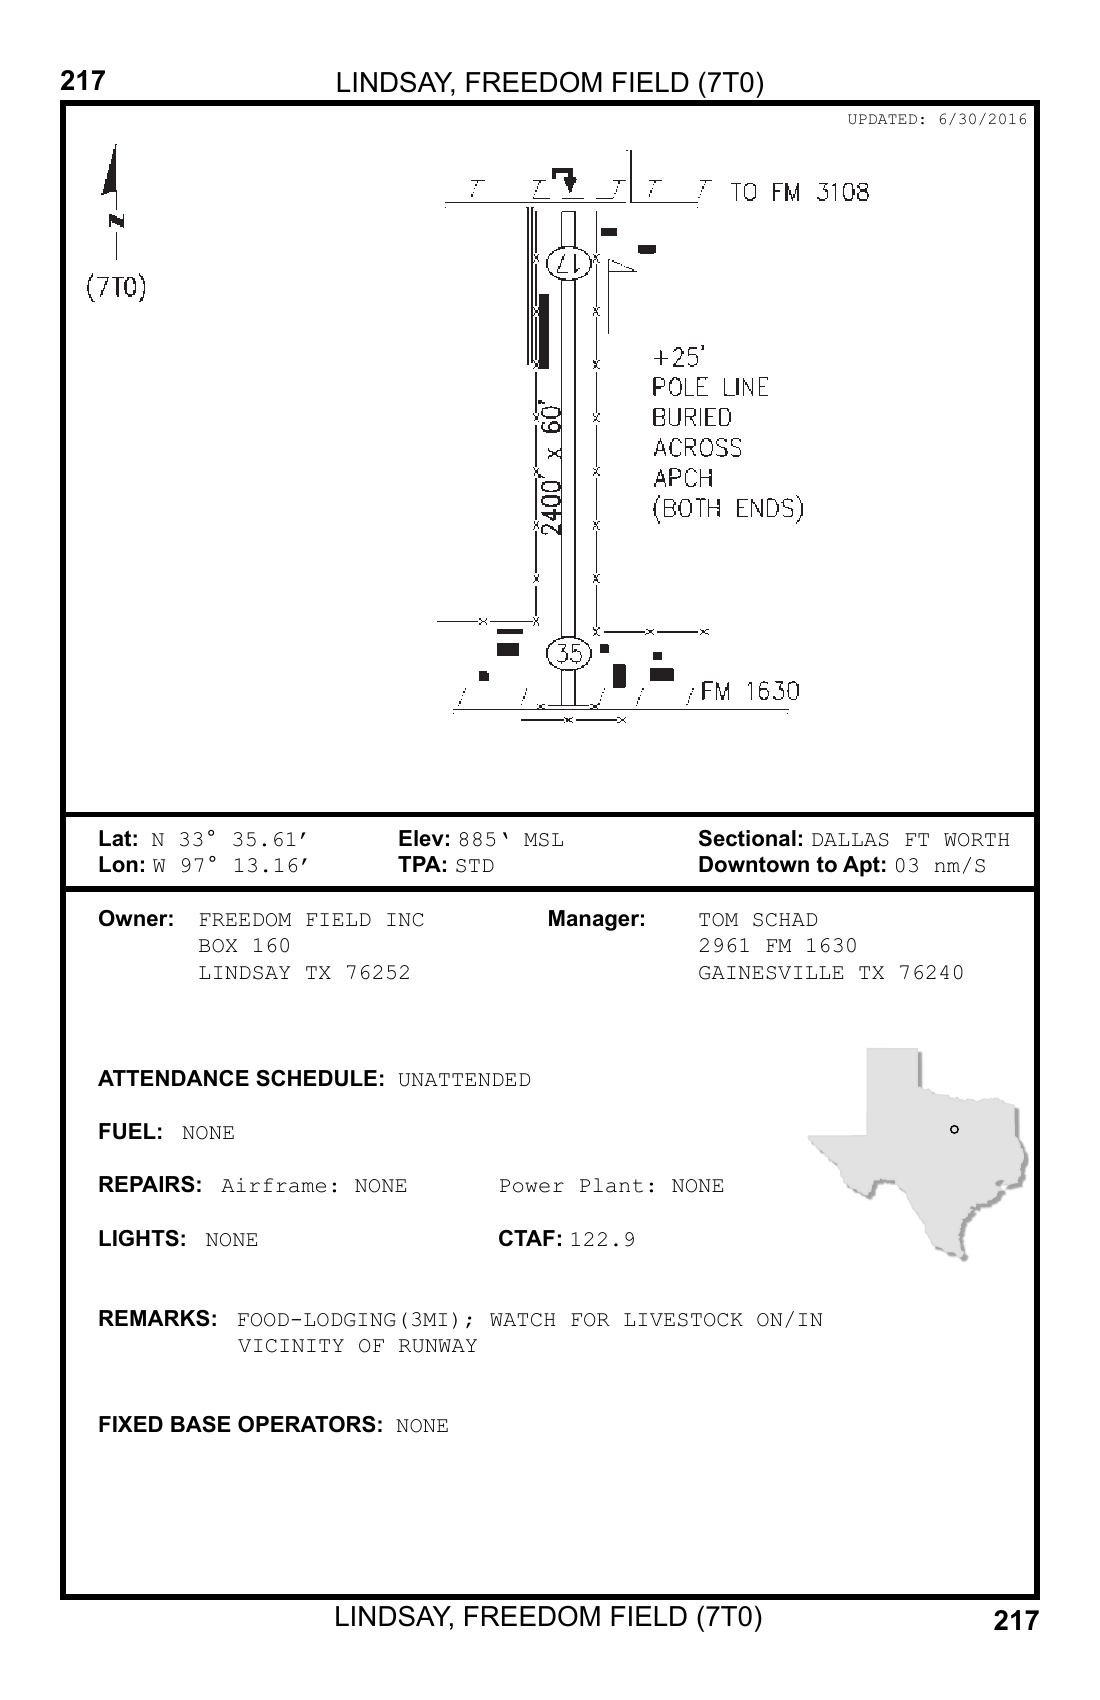 217
LINDSAY, FREEDOM FIELD (7T0)
UPDATED: 6/30/2016
N
(7T0)
TO FM 3108
17
+25'
POLE LINE
BURIED
ACROSS
APCH
(BOTH ENDS)
2400' x 60'
35
FM 1630
Lat: N 33° 35.61′ Elev: 885‘ MSL Sectional: DALLAS FT WORTH
Lon: W 97° 13.16′ TPA: STD Downtown to Apt: 03 nm/S
Owner: FREEDOM FIELD INC Manager: TOM SCHAD
BOX 160 2961 FM 1630
LINDSAY TX 76252 GAINESVILLE TX 76240
ATTENDANCE SCHEDULE: UNATTENDED
FUEL: NONE
REPAIRS: Airframe: NONE Power Plant: NONE
LIGHTS: NONE CTAF: 122.9
REMARKS: FOOD-LODGING(3MI); WATCH FOR LIVESTOCK ON/IN
VICINITY OF RUNWAY
FIXED BASE OPERATORS: NONE
LINDSAY, FREEDOM FIELD (7T0)
217